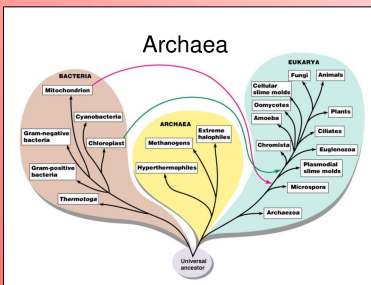 Archaea
BACTERIA
Mitochondrion
Cyanobacteria
Gram-negative
bacteria
Chloroplast
Gram-positive
bacteria
Thermotoga
ARCHAEA
Extreme
halophiles
Methanogens
Hyperthermophiles
EUKARYA
Fungi
Animals
Cellular
slime molds
Oomycotes
Amoeba
Plants
Ciliates
Chromista
Euglenozoa
Plasmodial
slime molds
Microspora
Archaezoa
Universal
ancestor